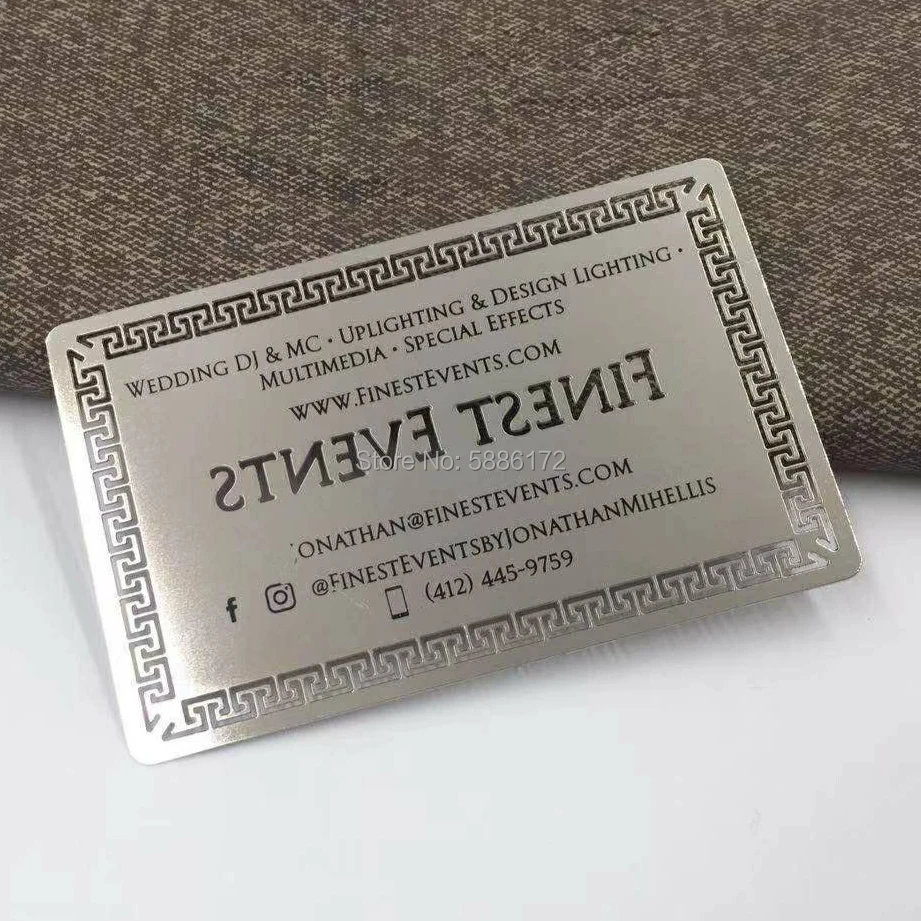 WEDDING DJ & MC • UPLIGHTING & DESIGN LIGHTING •
MULTIMEDIA • SPECIAL EFFECTS
WWW.FINESTEVENTS.COM
FINEST EVENTS
Store No: 5886172
JONATHAN@FINESTEVENTS.COM
@FINESTEVENTSBYJONATHANMIHELLIS
(412) 445-9759